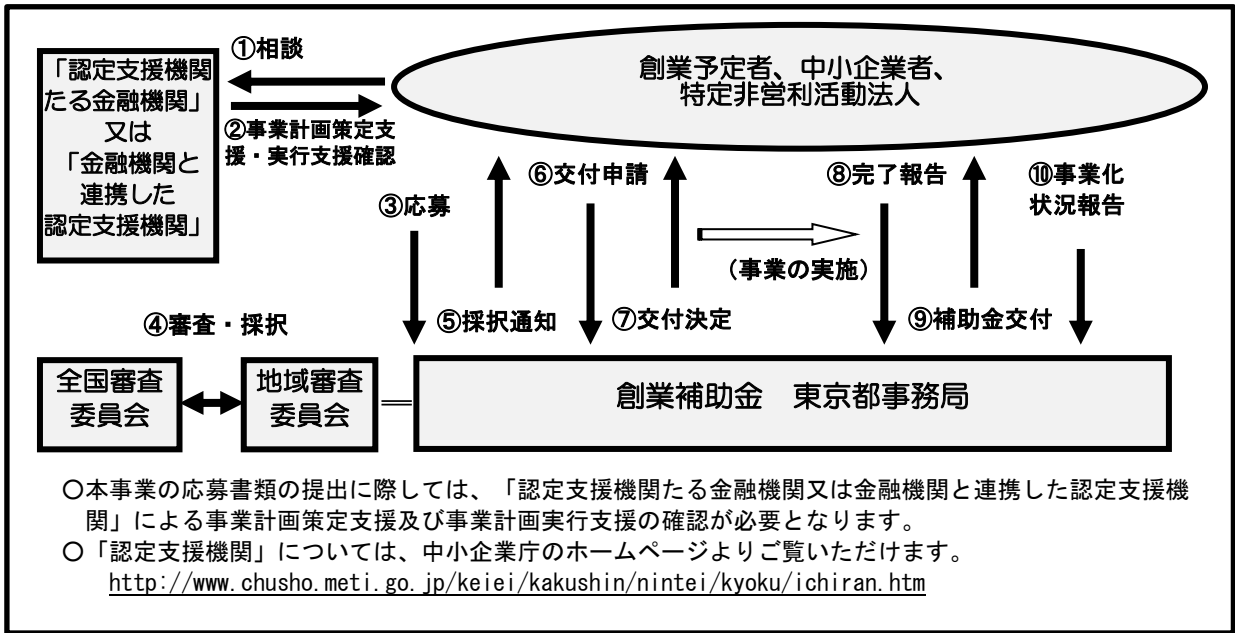 ①相談
「認定支援機関
たる金融機関」
又は
「金融機関と
連携した
認定支援機関」
②事業計画策定支
援・実行支援確認
創業予定者、中小企業者、
特定非営利活動法人
③応募
⑤採択通知
⑥交付申請
⑦交付決定
（事業の実施）
⑧完了報告
⑨補助金交付
⑩事業化
状況報告
④審査・採択
全国審査
委員会
地域審査
委員会
創業補助金　東京都事務局
○本事業の応募書類の提出に際しては、「認定支援機関たる金融機関又は金融機関と連携した認定支援機
関」による事業計画策定支援及び事業計画実行支援の確認が必要となります。
○「認定支援機関」については、中小企業庁のホームページよりご覧いただけます。
http://www.chusho.meti.go.jp/keiei/kakushin/nintei/kyoku/ichiran.htm